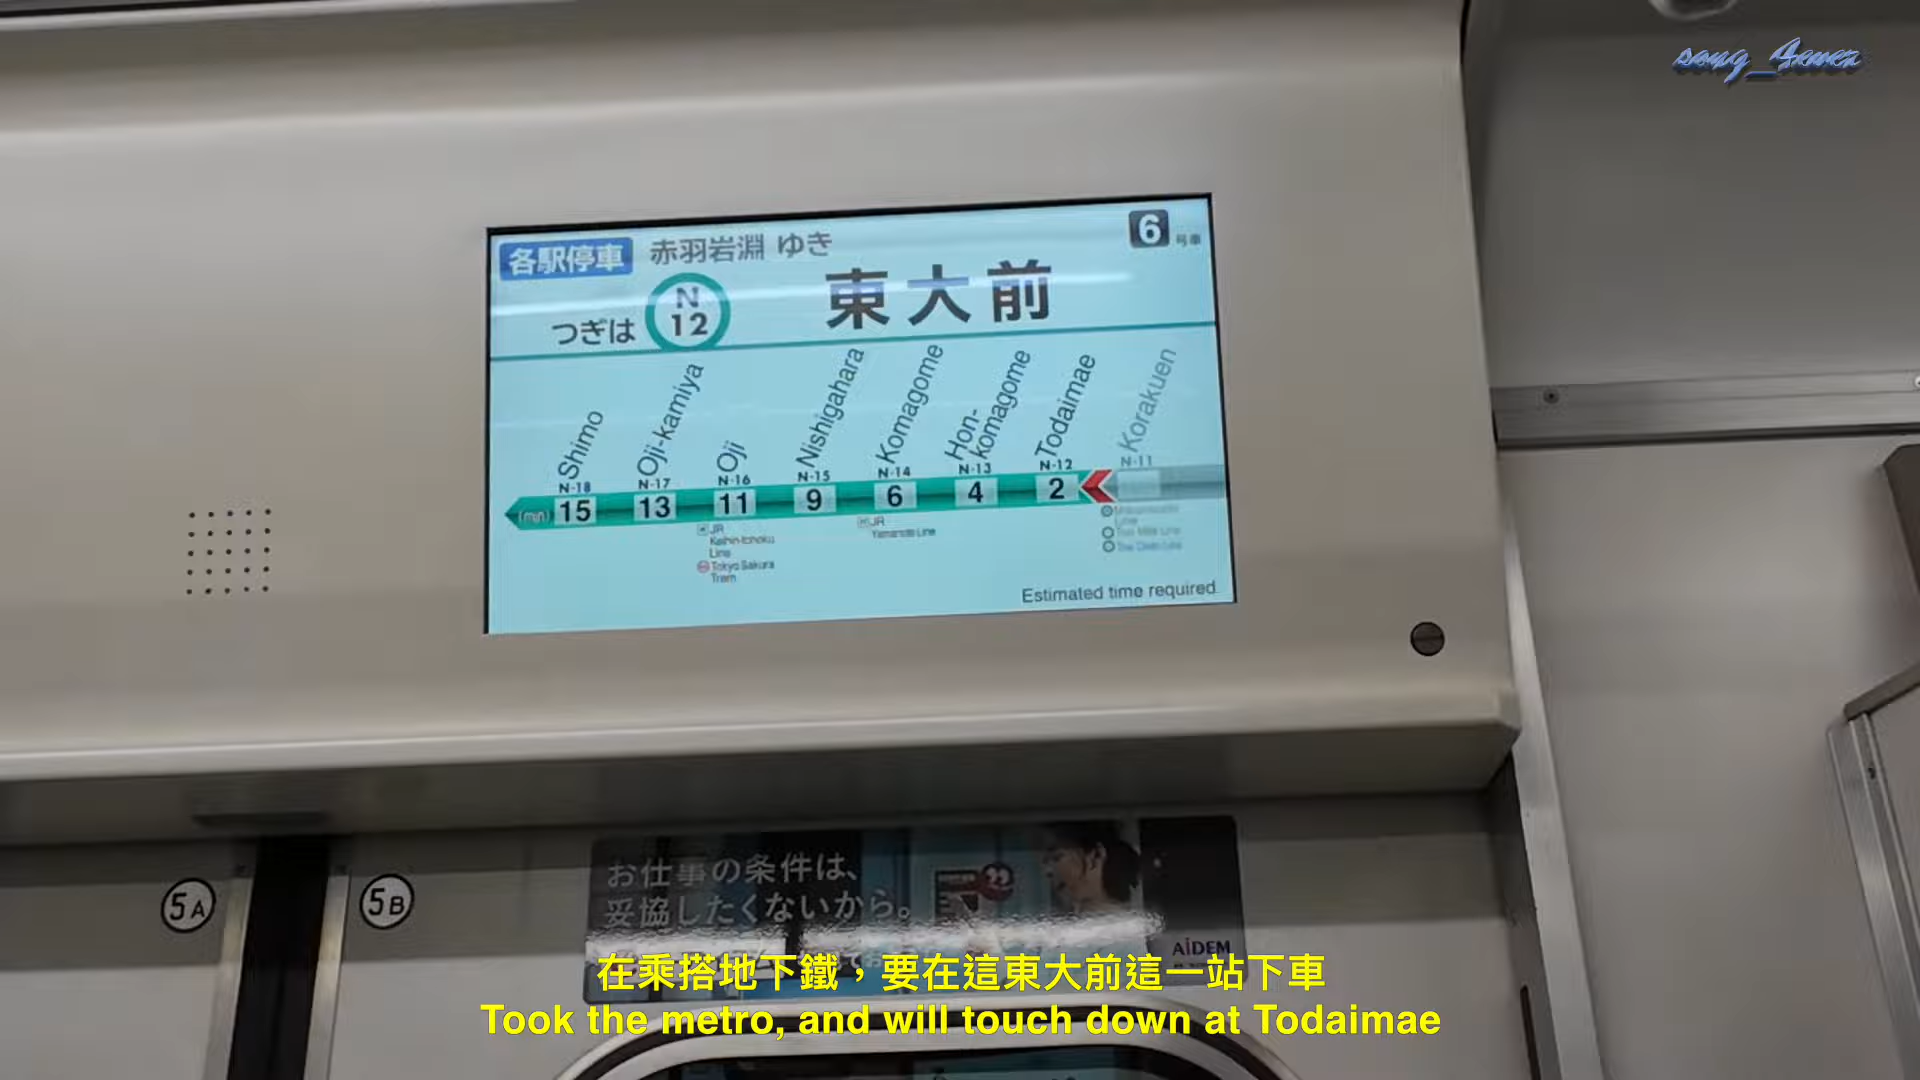 song_4ever
各駅停車 赤羽岩淵 ゆき
6 号車
つぎは N 12 東大前
Shimo Oji-kamiya Oji Nishigahara Komagome Hon-komagome Todaimae Korakuen
N-18 N-17 N-16 N-15 N-14 N-13 N-12 N-11
(min) 15 13 11 9 6 4 2
JR
Keihin-tohoku
Line
Tokyo Sakura
Tram
JR
Yamanote Line
Line
Estimated time required
5A
5B
お仕事の条件は、
妥協したくないから。
AIDEM
在乘搭地下鐵，要在這東大前這一站下車
Took the metro, and will touch down at Todaimae